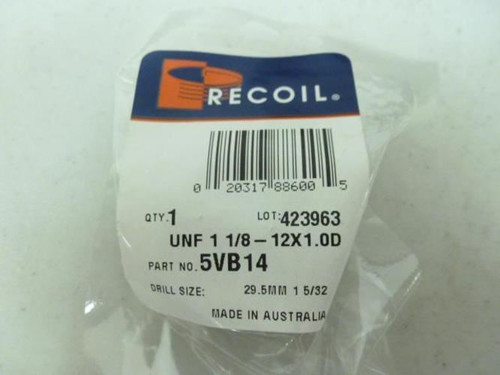 RECOIL®
0 20317 88600 5
QTY. 1 LOT: 423963
UNF 1 1/8 – 12X1.0D
PART NO. 5VB14
DRILL SIZE: 29.5MM 1 5/32
MADE IN AUSTRALIA